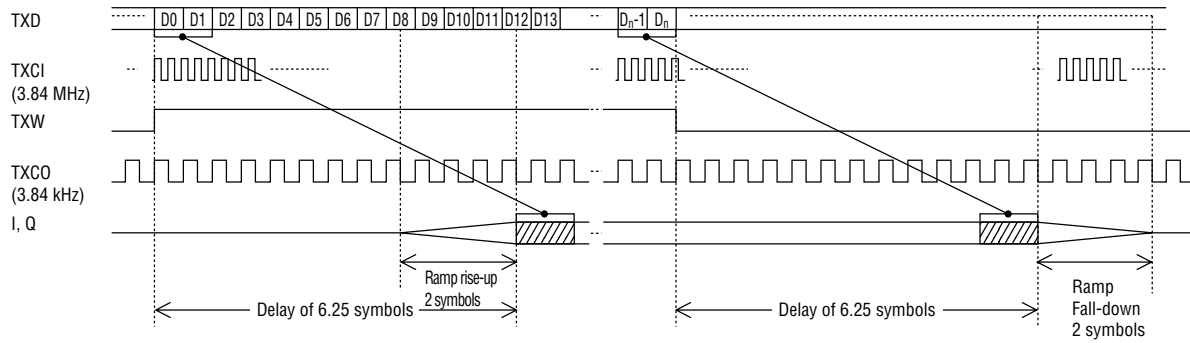 TXD
D0 D1 D2 D3 D4 D5 D6 D7 D8 D9 D10 D11 D12 D13
Dn-1 Dn
TXCI
(3.84 MHz)
TXW
TXCO
(3.84 kHz)
I, Q
Ramp rise-up
2 symbols
Delay of 6.25 symbols
Delay of 6.25 symbols
Ramp
Fall-down
2 symbols